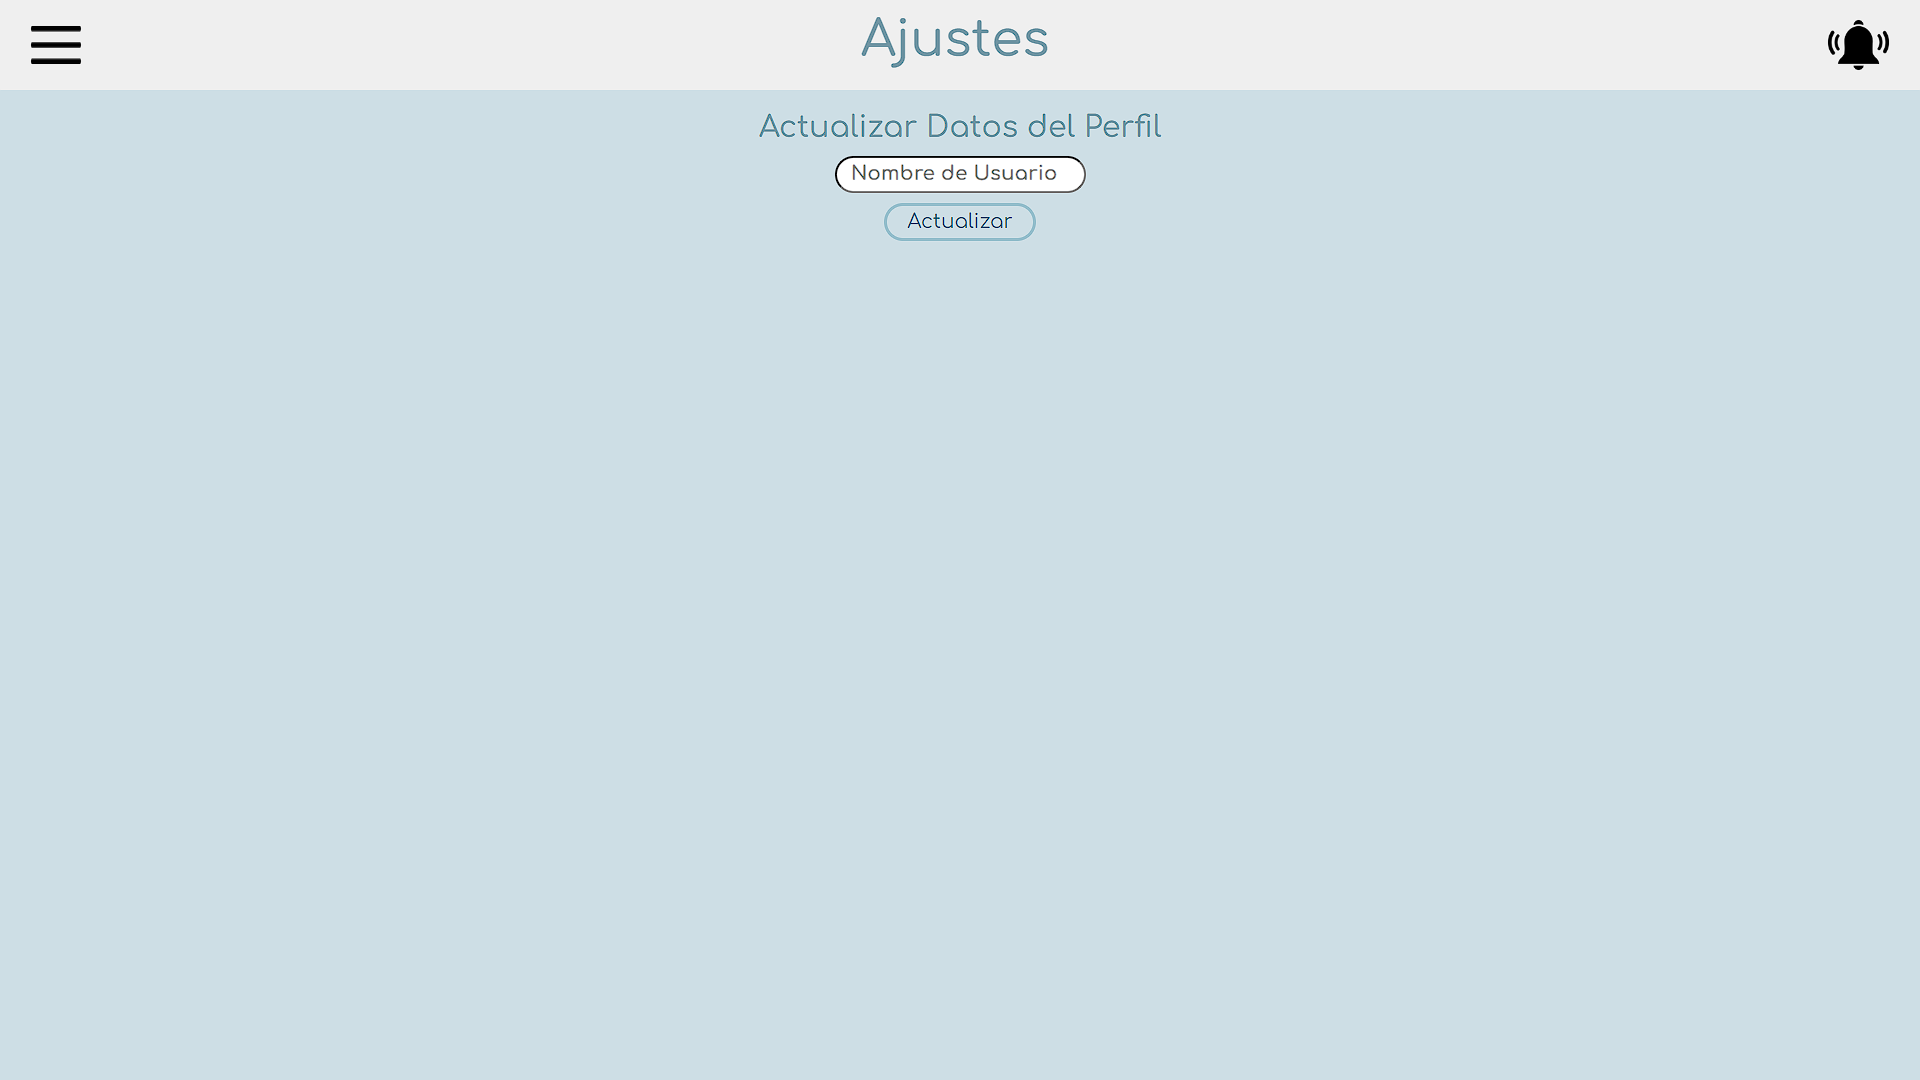 Ajustes
Actualizar Datos del Perfil
Nombre de Usuario
Actualizar